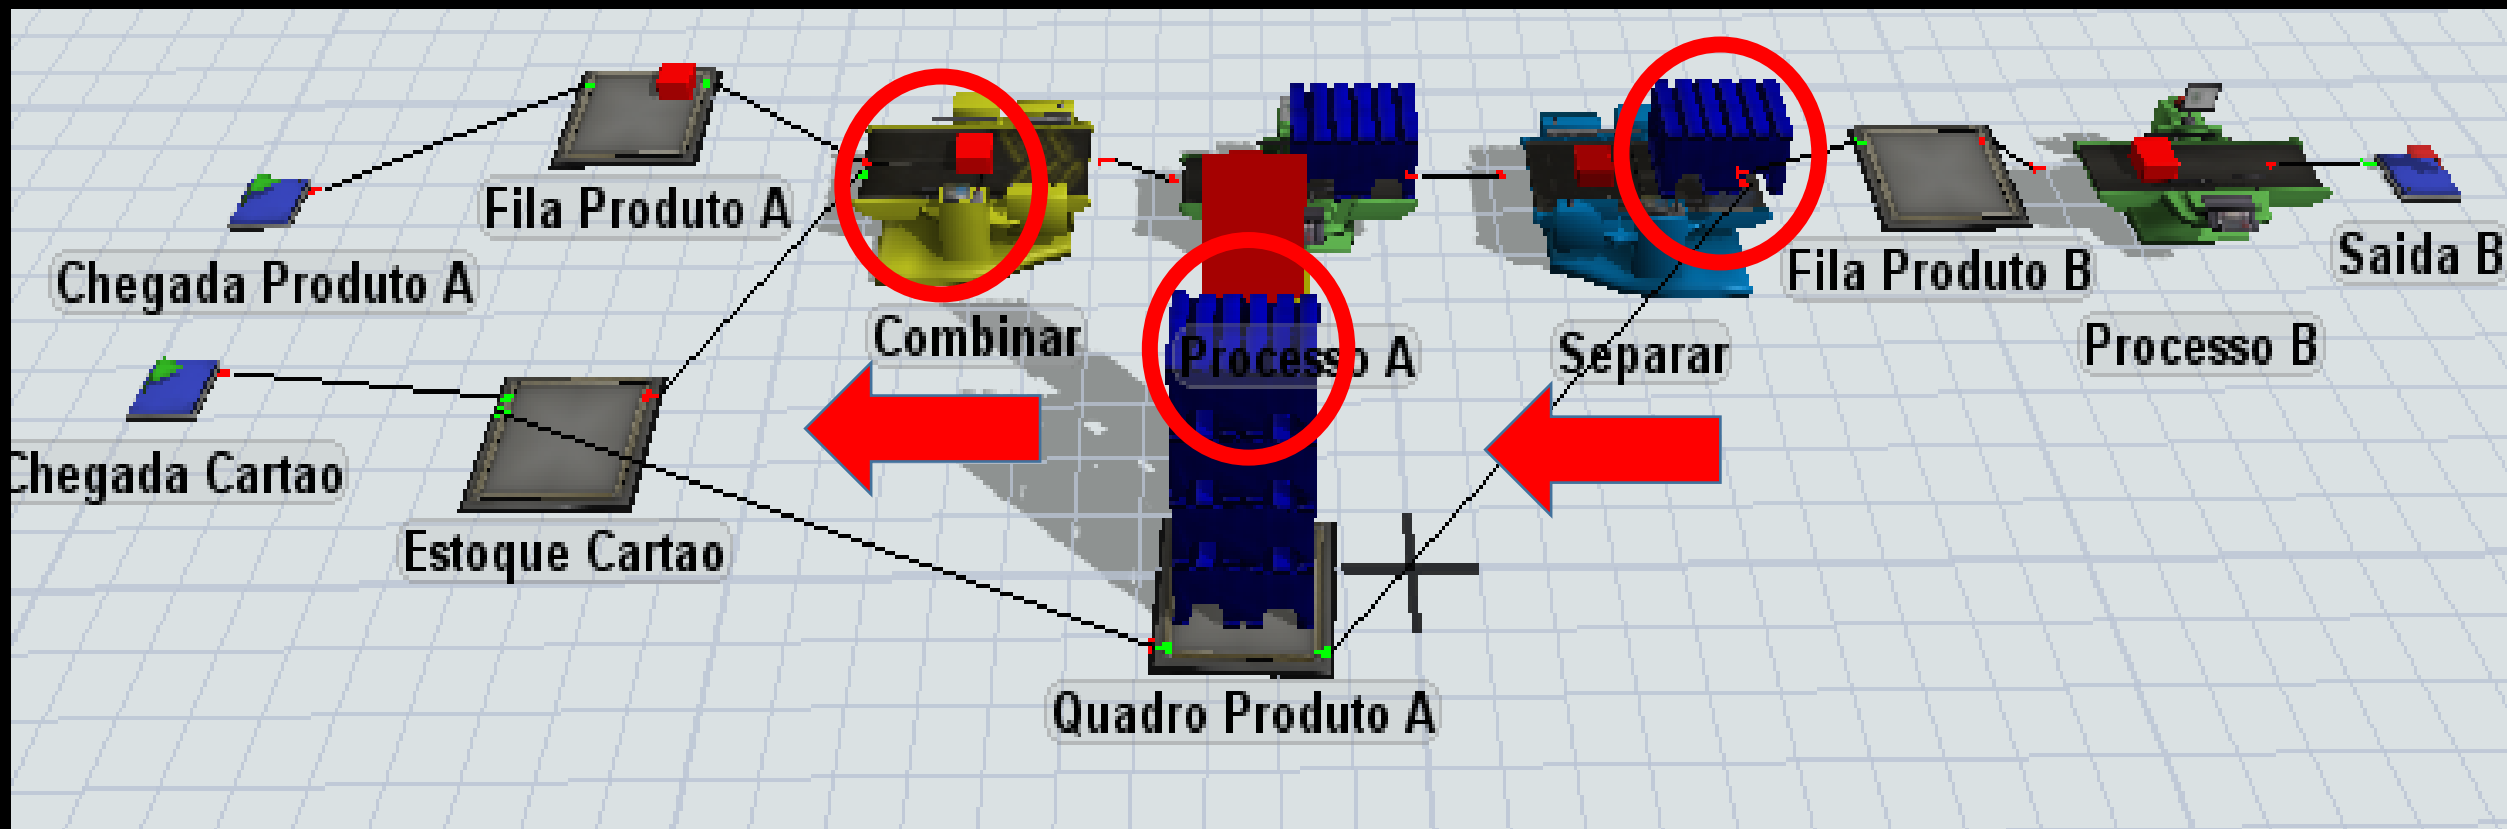 Chegada Produto A
Fila Produto A
Combinar
Processo A
Separar
Fila Produto B
Processo B
Saida B
Chegada Cartao
Estoque Cartao
Quadro Produto A